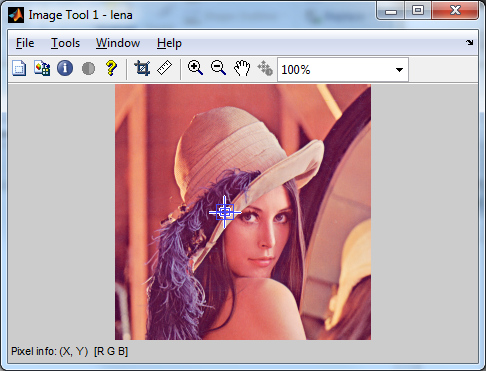 Image Tool 1 - lena
File Tools Window Help
100%
Pixel info: (X, Y) [R G B]